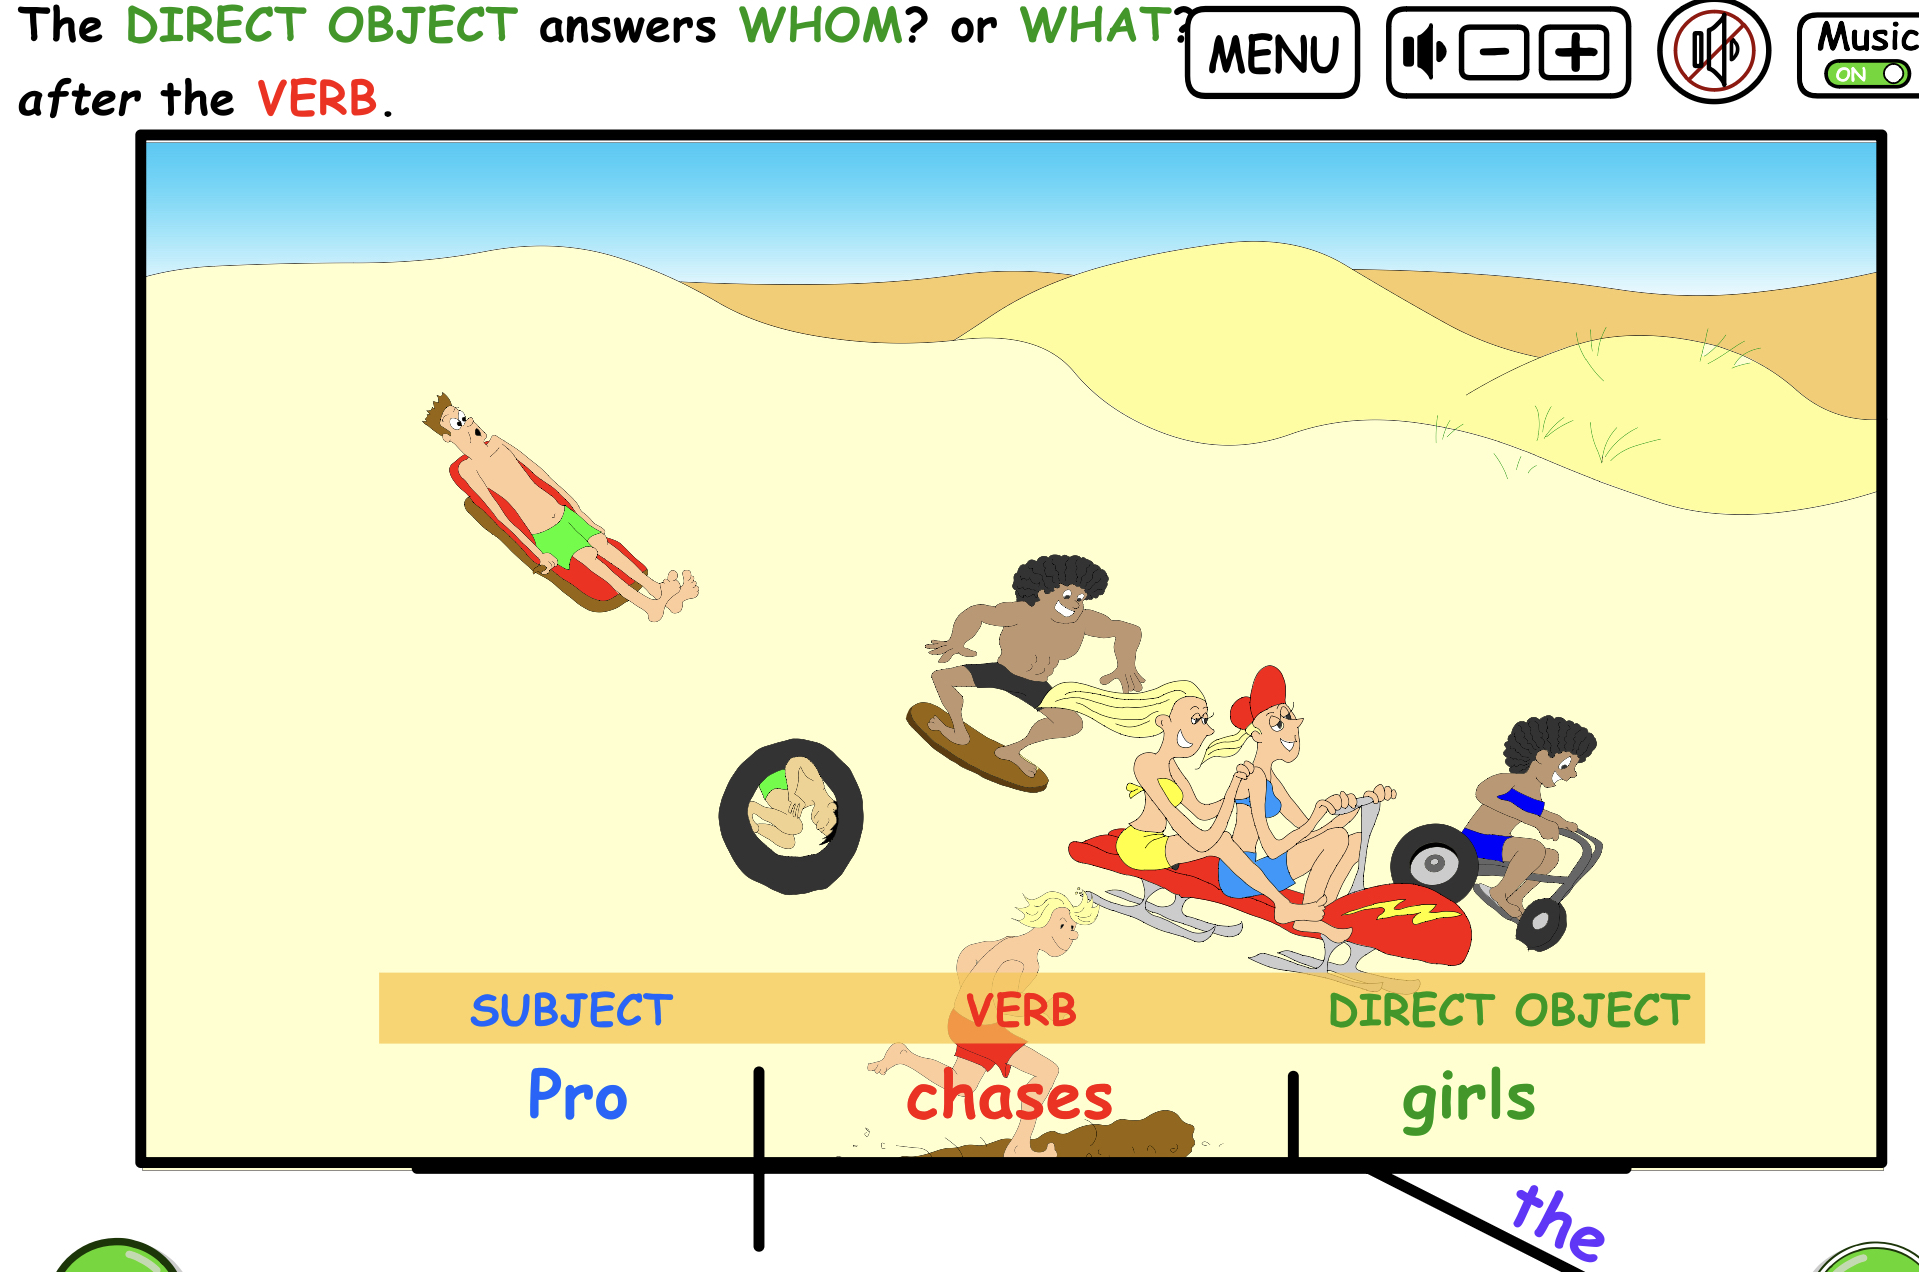 The DIRECT OBJECT answers WHOM? or WHAT?
after the VERB.
MENU
Music
ON
SUBJECT VERB DIRECT OBJECT
Pro chases girls
the